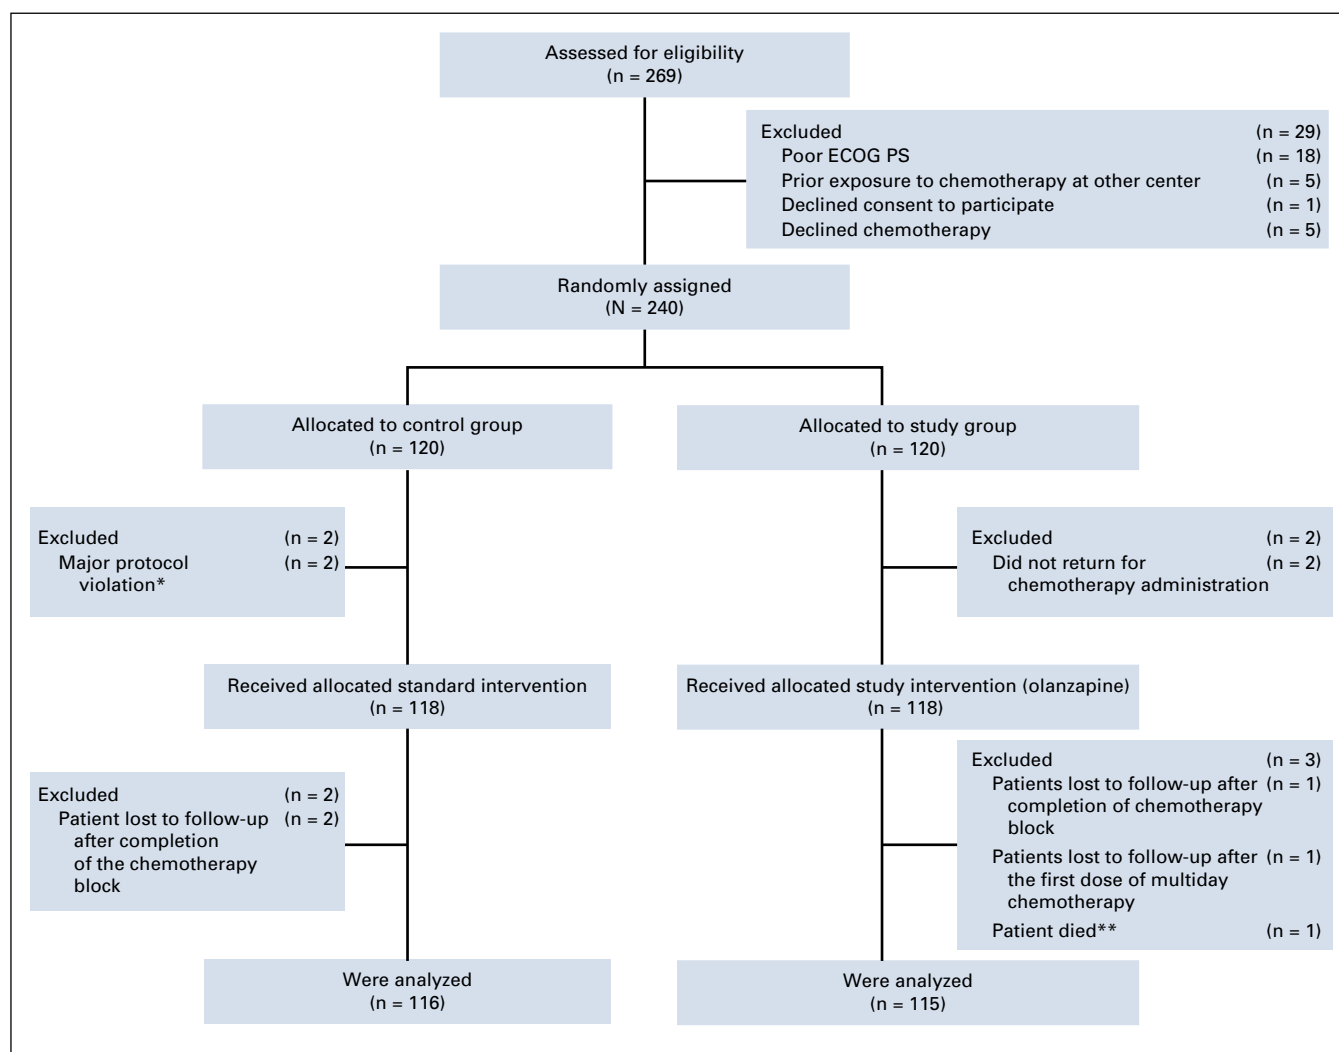 Assessed for eligibility
(n = 269)
Excluded (n = 29)
Poor ECOG PS (n = 18)
Prior exposure to chemotherapy at other center (n = 5)
Declined consent to participate (n = 1)
Declined chemotherapy (n = 5)
Randomly assigned
(N = 240)
Allocated to control group
(n = 120)
Allocated to study group
(n = 120)
Excluded (n = 2)
Major protocol (n = 2)
violation*
Excluded (n = 2)
Did not return for (n = 2)
chemotherapy administration
Received allocated standard intervention
(n = 118)
Received allocated study intervention (olanzapine)
(n = 118)
Excluded (n = 2)
Patient lost to follow-up (n = 2)
after completion
of the chemotherapy
block
Excluded (n = 3)
Patients lost to follow-up after (n = 1)
completion of chemotherapy
block
Patients lost to follow-up after (n = 1)
the first dose of multiday
chemotherapy
Patient died** (n = 1)
Were analyzed
(n = 116)
Were analyzed
(n = 115)